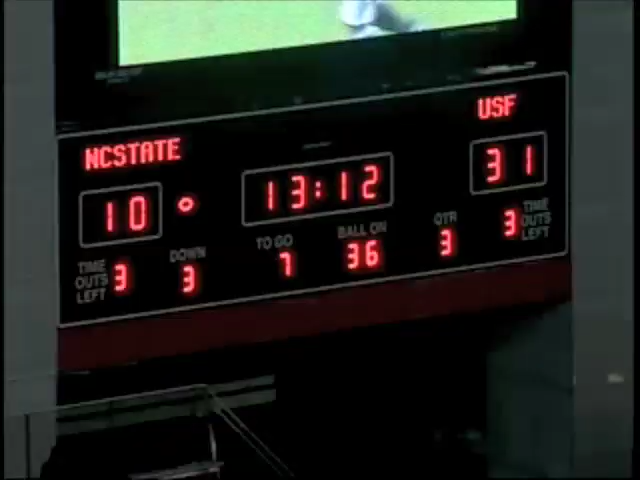 NCSTATE USF
10 13:12 31
TIME OUTS LEFT 3
DOWN 3
TO GO 7
BALL ON 36
QTR 3
3 TIME OUTS LEFT